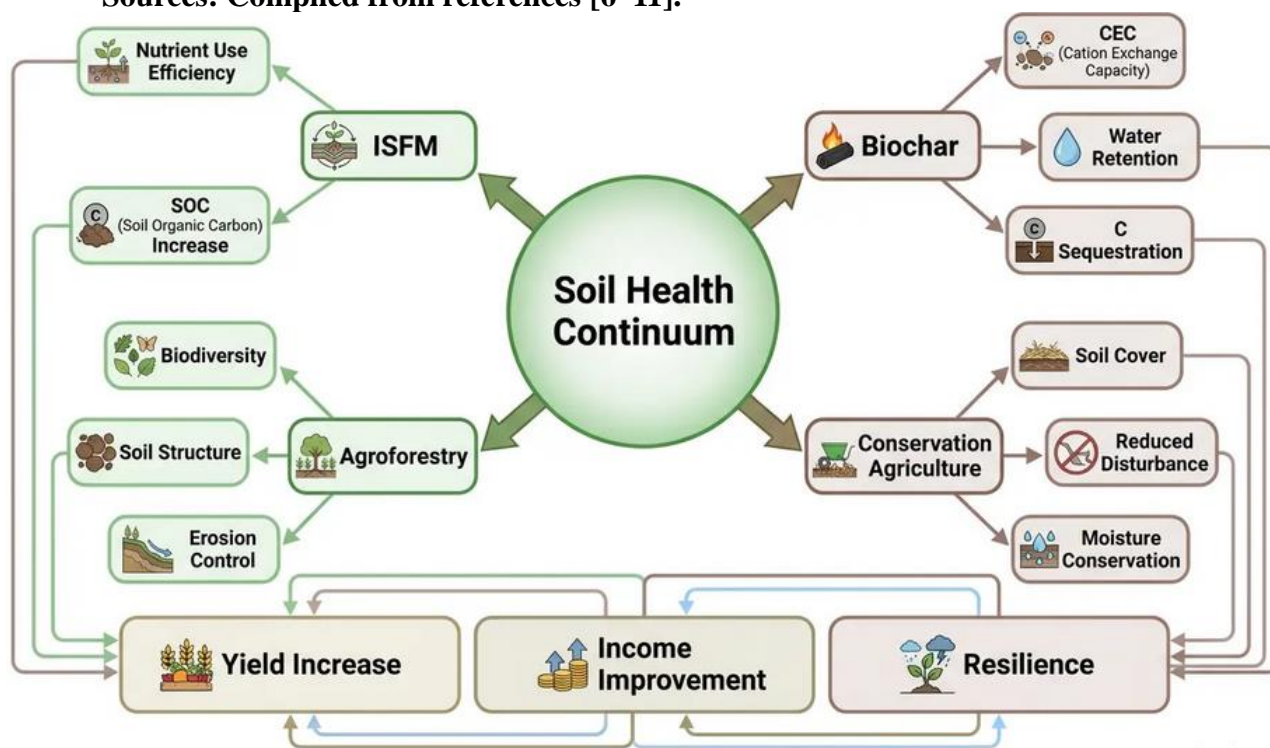 Sources: Compiled from references [6–11].
Nutrient Use
Efficiency
ISFM
SOC
(Soil Organic Carbon)
Increase
C
Biodiversity
Soil Structure
Agroforestry
Erosion
Control
Soil Health
Continuum
CEC
(Cation Exchange
Capacity)
Biochar
Water
Retention
C
C
Sequestration
Soil Cover
Conservation
Agriculture
Reduced
Disturbance
Moisture
Conservation
Yield Increase
Income
Improvement
Resilience